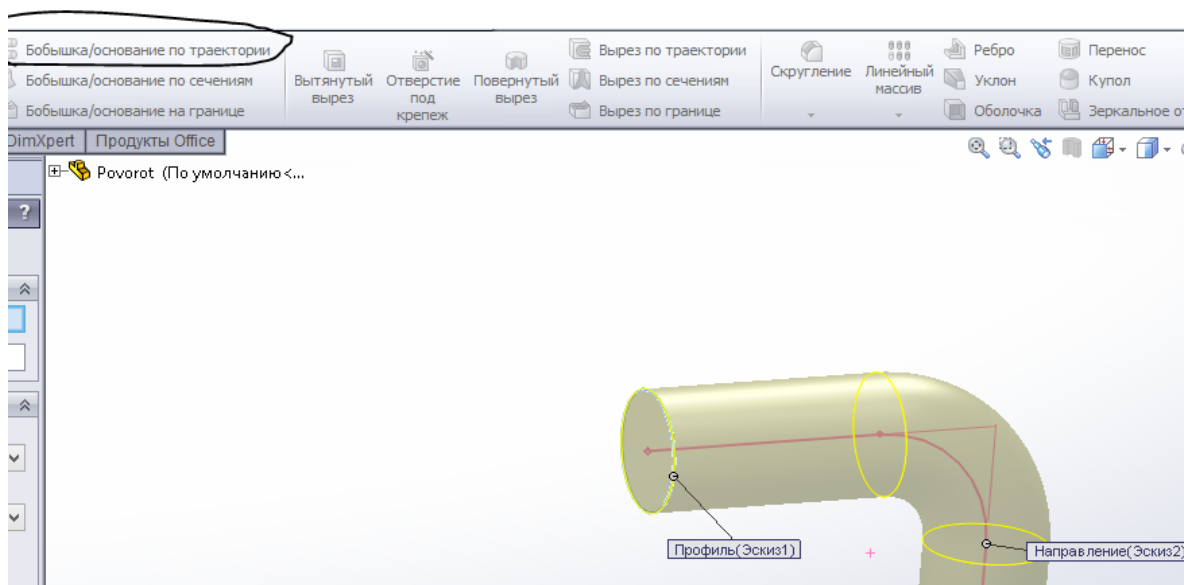 Бобышка/основание по траектории
Бобышка/основание по сечениям
Бобышка/основание на границе
Вытянутый
вырез
Отверстие
под
крепеж
Повернутый
вырез
Вырез по траектории
Вырез по сечениям
Вырез по границе
Скругление
Линейный
массив
Ребро
Уклон
Оболочка
Перенос
Купол
Зеркальное от
DimXpert
Продукты Office
?
Povorot (По умолчанию<...
Профиль(Эскиз1)
Направление(Эскиз2)